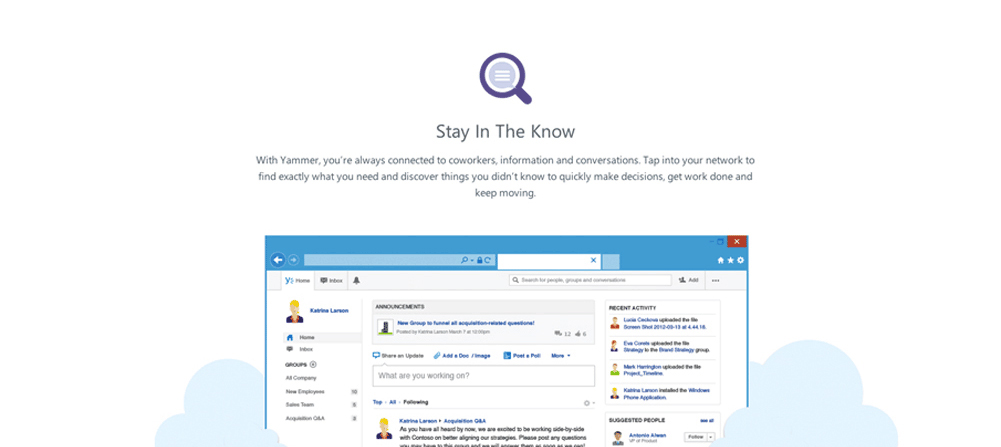 Stay In The Know
With Yammer, you're always connected to coworkers, information and conversations. Tap into your network to
find exactly what you need and discover things you didn't know to quickly make decisions, get work done and
keep moving.
Home
Inbox
Search for people, groups and conversations
Add
Katrina Larson
Home
Inbox
GROUPS
All Company
New Employees 10
Sales Team
Acquisition Q&A
ANNOUNCEMENTS
New Group to funnel all acquisition-related questions!
Posted by Katrina Larson March 7 at 12:00pm
12 6
Share an Update Add a Doc / Image Post a Poll More
What are you working on?
Top · All · Following
Katrina Larson Acquisition Q&A
As you have all heard by now, we are excited to be working side-by-side
with Contoso on better aligning our strategies. Please post any questions
you may have to this group and we will answer them as soon as we can!
RECENT ACTIVITY
Lucia Ceckova uploaded the file
Screen Shot 2012-03-13 at 4.44.18.
uploaded the file
Strategy to the Brand Strategy group.
Mark Harrington uploaded the file
Project_Timeline.
Katrina Larson installed the Windows
Phone Application.
SUGGESTED PEOPLE see all
Antonio Alwan Follow
VP of Product